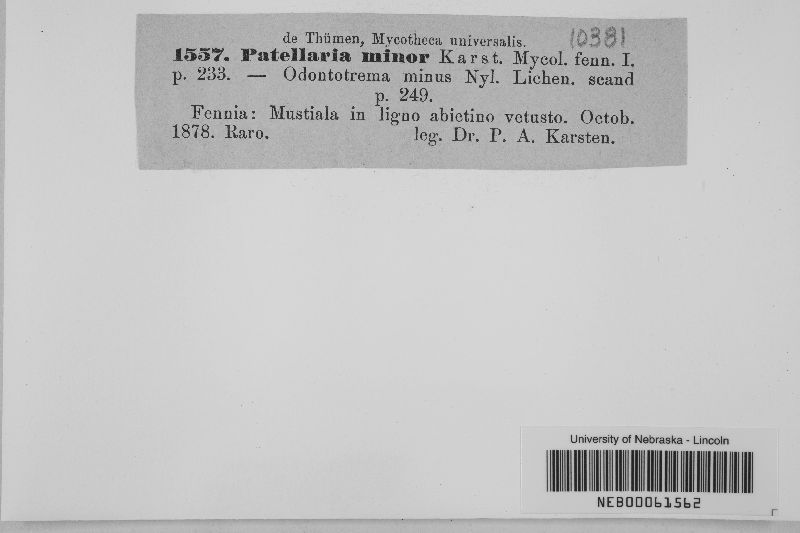 de Thümen, Mycotheca universalis. 10381
1557. Patellaria minor Karst. Mycol. fenn. I.
p. 233. — Odontotrema minus Nyl. Lichen. scand
p. 249.
Fennia: Mustiala in ligno abietino vetusto. Octob.
1878. Raro. leg. Dr. P. A. Karsten.
University of Nebraska - Lincoln
NEB00061562